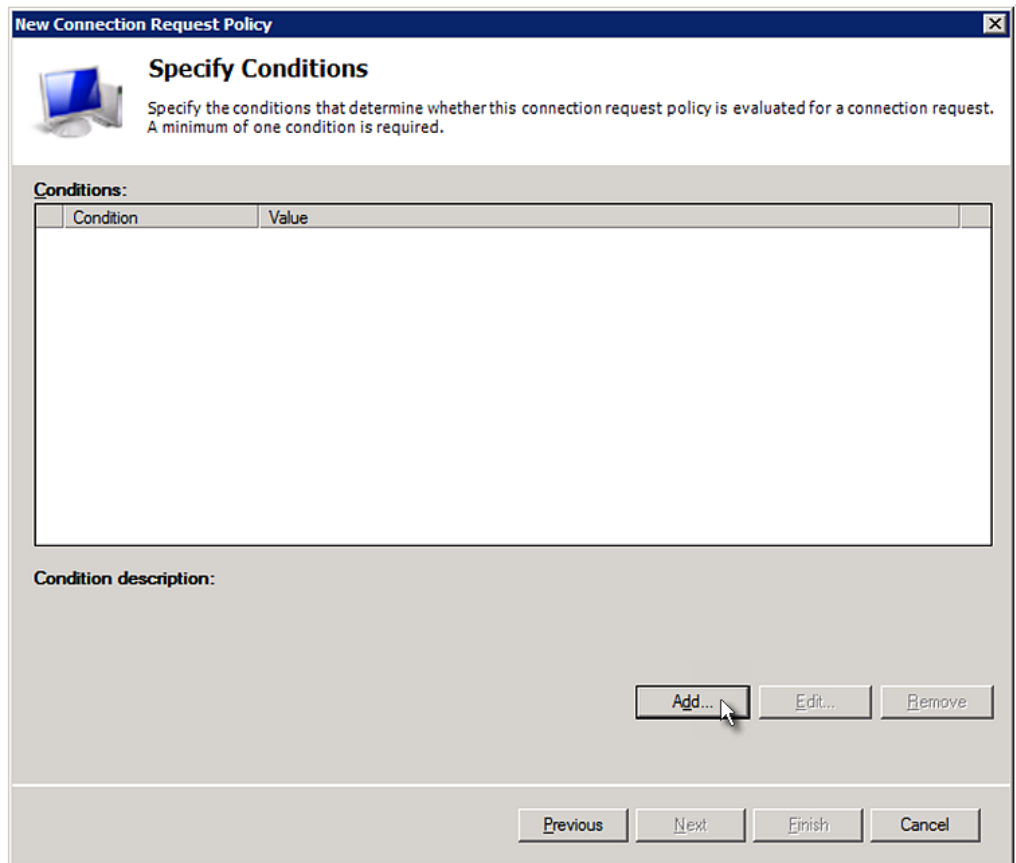 New Connection Request Policy
Specify Conditions
Specify the conditions that determine whether this connection request policy is evaluated for a connection request.
A minimum of one condition is required.
Conditions:
Condition Value
Condition description:
Add... Edit... Remove
Previous Next Finish Cancel